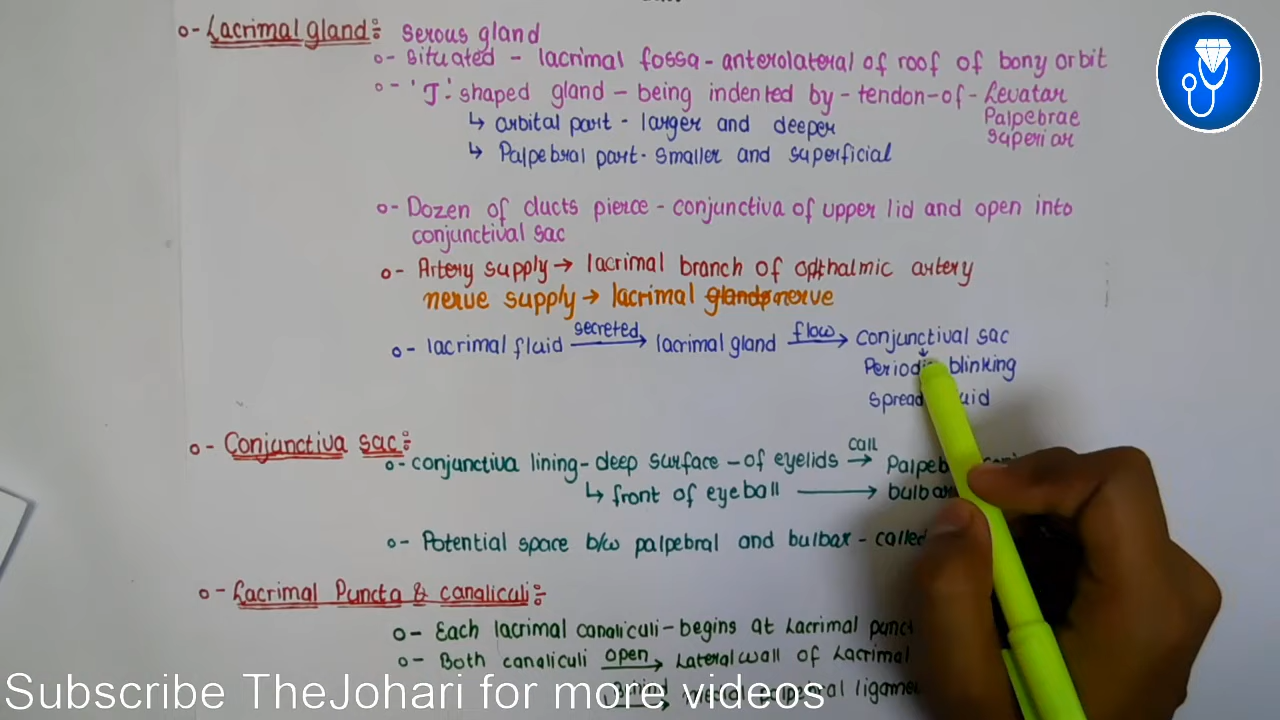 o- Lacrimal gland :- serous gland
o- situated - lacrimal fossa - anterolateral of roof of bony orbit
o- 'J' shaped gland - being indented by - tendon - of - Levatar
Palpebrae
superiar
↳ orbital part - larger and deeper
↳ Palpebral part - smaller and superficial
o- Dozen of ducts pierce - conjunctiva of upper lid and open into
conjunctival sac
o- Artery supply → lacrimal branch of opthalmic artery
nerve supply → lacrimal nerve
o- lacrimal fluid secreted → lacrimal gland flow → conjunctival sac
↓
blinking
Spread
o- Conjunctiva sac :-
o- conjunctiva lining - deep surface - of eyelids call →
↳ front of eyeball →
o- Potential space b/w palpebral and bulbar - called
o- Lacrimal Puncta & canaliculi :-
o- Each lacrimal canaliculi - begins at Lacrimal
o- Both canaliculi open → Lateral wall of Lacrimal
→ medial palpebral
Subscribe TheJohari for more videos